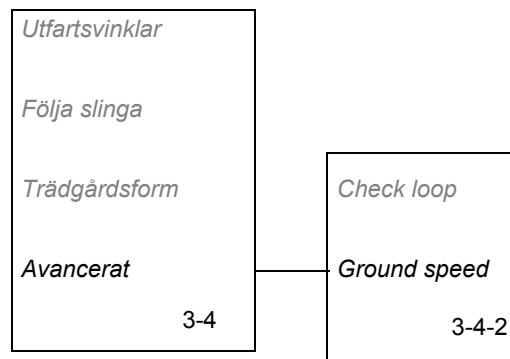 Utfartsvinklar
Följa slinga
Trädgårdsform
Avancerat
3-4
Check loop
Ground speed
3-4-2